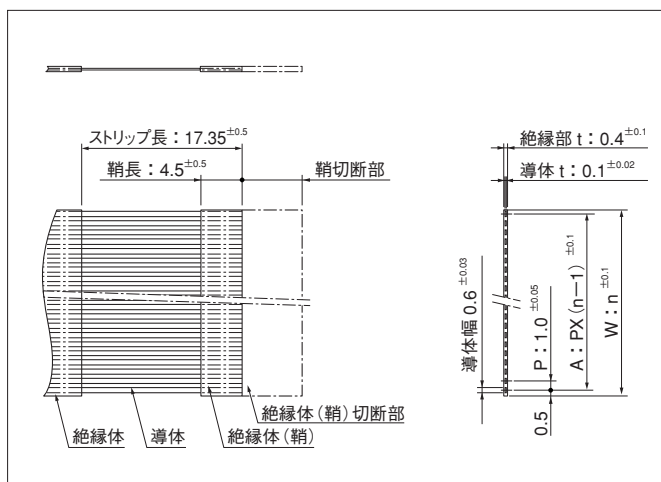 ストリップ長：17.35±0.5
鞘長：4.5±0.5
鞘切断部
絶縁体
導体
絶縁体（鞘）
絶縁体（鞘）切断部
絶縁部 t：0.4±0.1
導体 t：0.1±0.02
導体幅 0.6±0.03
P：1.0±0.05
A：PX（n－1）±0.1
W：n±0.1
0.5